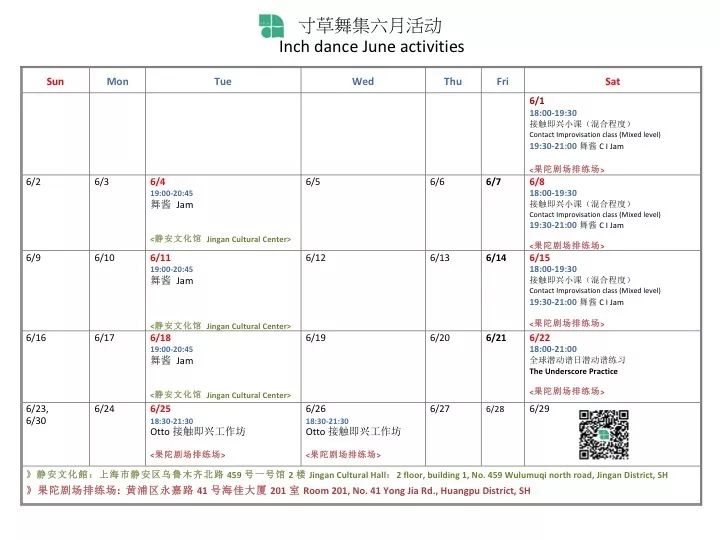 寸草舞集六月活动
Inch dance June activities
Sun Mon Tue Wed Thu Fri Sat
6/1
18:00-19:30
接触即兴小课（混合程度）
Contact Improvisation class (Mixed level)
19:30-21:00 舞酱 C I Jam
<果陀剧场排练场>
6/2
6/3
6/4
19:00-20:45
舞酱 Jam
<静安文化馆 Jingan Cultural Center>
6/5
6/6
6/7
6/8
18:00-19:30
接触即兴小课（混合程度）
Contact Improvisation class (Mixed level)
19:30-21:00 舞酱 C I Jam
<果陀剧场排练场>
6/9
6/10
6/11
19:00-20:45
舞酱 Jam
<静安文化馆 Jingan Cultural Center>
6/12
6/13
6/14
6/15
18:00-19:30
接触即兴小课（混合程度）
Contact Improvisation class (Mixed level)
19:30-21:00 舞酱 C I Jam
<果陀剧场排练场>
6/16
6/17
6/18
19:00-20:45
舞酱 Jam
<静安文化馆 Jingan Cultural Center>
6/19
6/20
6/21
6/22
18:00-21:00
全球潜动谱日潜动谱练习
The Underscore Practice
<果陀剧场排练场>
6/23,
6/30
6/24
6/25
18:30-21:30
Otto 接触即兴工作坊
<果陀剧场排练场>
6/26
18:30-21:30
Otto 接触即兴工作坊
<果陀剧场排练场>
6/27
6/28
6/29
》静安文化館：上海市静安区乌鲁木齐北路 459 号一号馆 2 楼 Jingan Cultural Hall：2 floor, building 1, No. 459 Wulumuqi north road, Jingan District, SH
》果陀剧场排练场: 黄浦区永嘉路 41 号海佳大厦 201 室 Room 201, No. 41 Yong Jia Rd., Huangpu District, SH